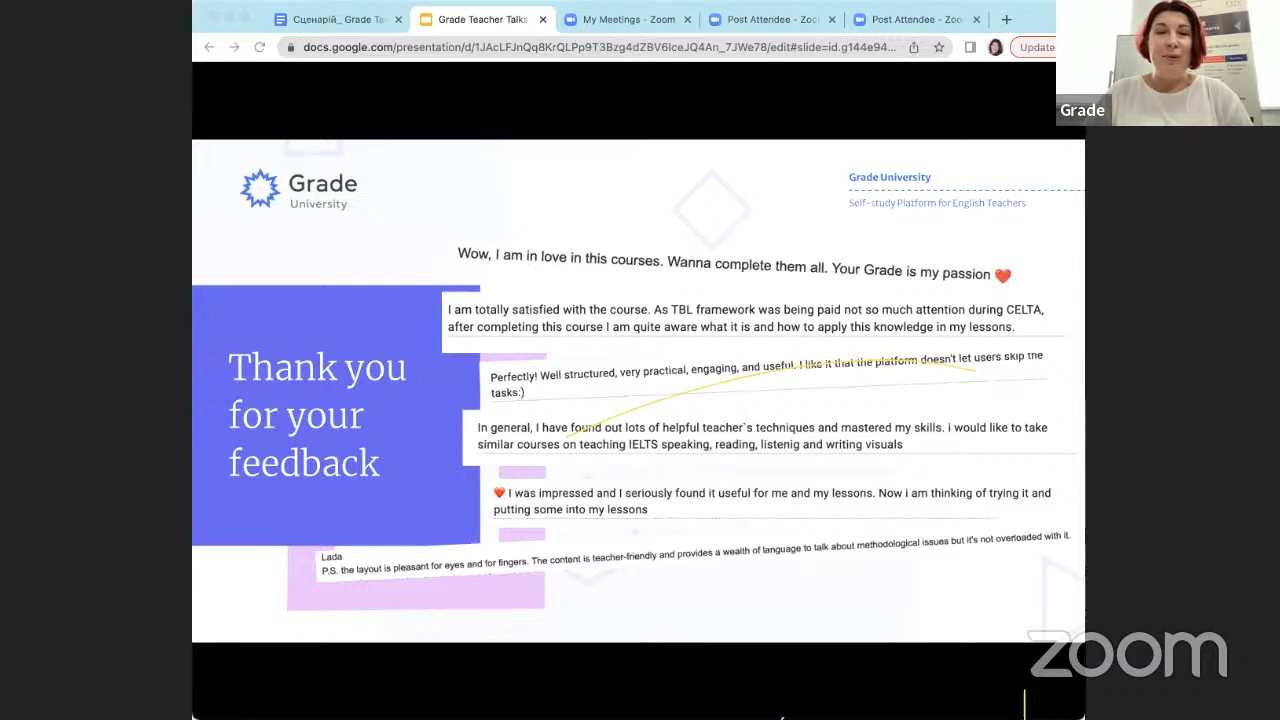 Сценарій_ Grade Te
Grade Teacher Talks
My Meetings - Zoom
Post Attendee - Zoo
Post Attendee - Zoo
docs.google.com/presentation/d/1JAcLFJnQq8KrQLPp9T3Bzg4dZBV6IceJQ4An_7JWe78/edit#slide=id.g144e94...
Update
Grade
Grade
University
Grade University
Self-study Platform for English Teachers
Wow, I am in love in this courses. Wanna complete them all. Your Grade is my passion ❤️
I am totally satisfied with the course. As TBL framework was being paid not so much attention during CELTA,
after completing this course I am quite aware what it is and how to apply this knowledge in my lessons.
Thank you
for your
feedback
Perfectly! Well structured, very practical, engaging, and useful. I like it that the platform doesn't let users skip the
tasks:)
In general, I have found out lots of helpful teacher`s techniques and mastered my skills. i would like to take
similar courses on teaching IELTS speaking, reading, listenig and writing visuals
❤️ I was impressed and I seriously found it useful for me and my lessons. Now i am thinking of trying it and
putting some into my lessons
Lada
P.S. the layout is pleasant for eyes and for fingers. The content is teacher-friendly and provides a wealth of language to talk about methodological issues but it's not overloaded with it.
zoom